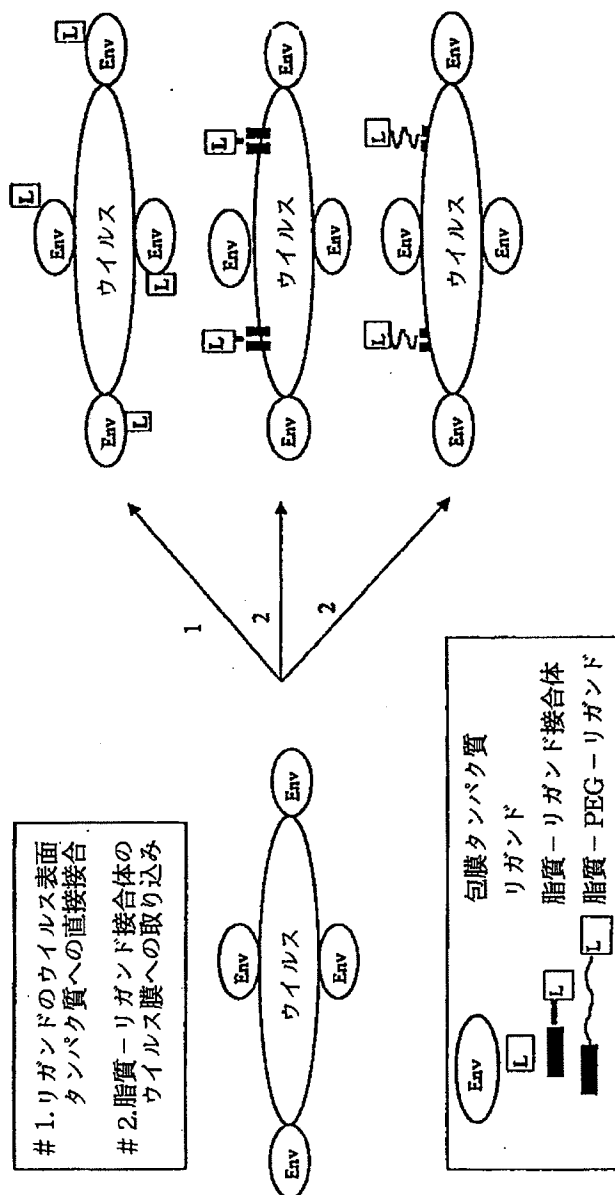 #1.リガンドのウイルス表面
タンパク質への直接接合
#2.脂質－リガンド接合体の
ウイルス膜への取り込み
Env
Env
ウイルス
Env
Env
1
2
2
L
L
Env
Env
ウイルス
Env
Env
L
L
L
L
Env
Env
ウイルス
Env
Env
L
L
Env
Env
ウイルス
Env
Env
Env
包膜タンパク質
L
リガンド
L
脂質－リガンド接合体
L
脂質－PEG－リガンド